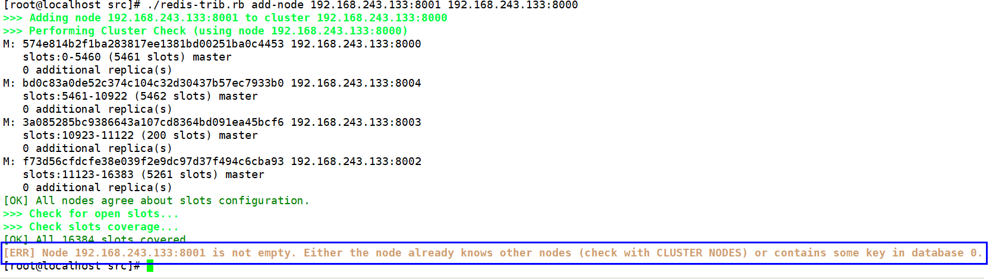 [root@localhost src]# ./redis-trib.rb add-node 192.168.243.133:8001 192.168.243.133:8000
>>> Adding node 192.168.243.133:8001 to cluster 192.168.243.133:8000
>>> Performing Cluster Check (using node 192.168.243.133:8000)
M: 574e814b2f1ba283817ee1381bd00251ba0c4453 192.168.243.133:8000
   slots:0-5460 (5461 slots) master
   0 additional replica(s)
M: bd0c83a0de52c374c104c32d30437b57ec7933b0 192.168.243.133:8004
   slots:5461-10922 (5462 slots) master
   0 additional replica(s)
M: 3a085285bc9386643a107cd8364bd091ea45bcf6 192.168.243.133:8003
   slots:10923-11122 (200 slots) master
   0 additional replica(s)
M: f73d56cfdcfe38e039f2e9dc97d37f494c6cba93 192.168.243.133:8002
   slots:11123-16383 (5261 slots) master
   0 additional replica(s)
[OK] All nodes agree about slots configuration.
>>> Check for open slots...
>>> Check slots coverage...
[OK] All 16384 slots covered
[ERR] Node 192.168.243.133:8001 is not empty. Either the node already knows other nodes (check with CLUSTER NODES) or contains some key in database 0.
[root@localhost src]#